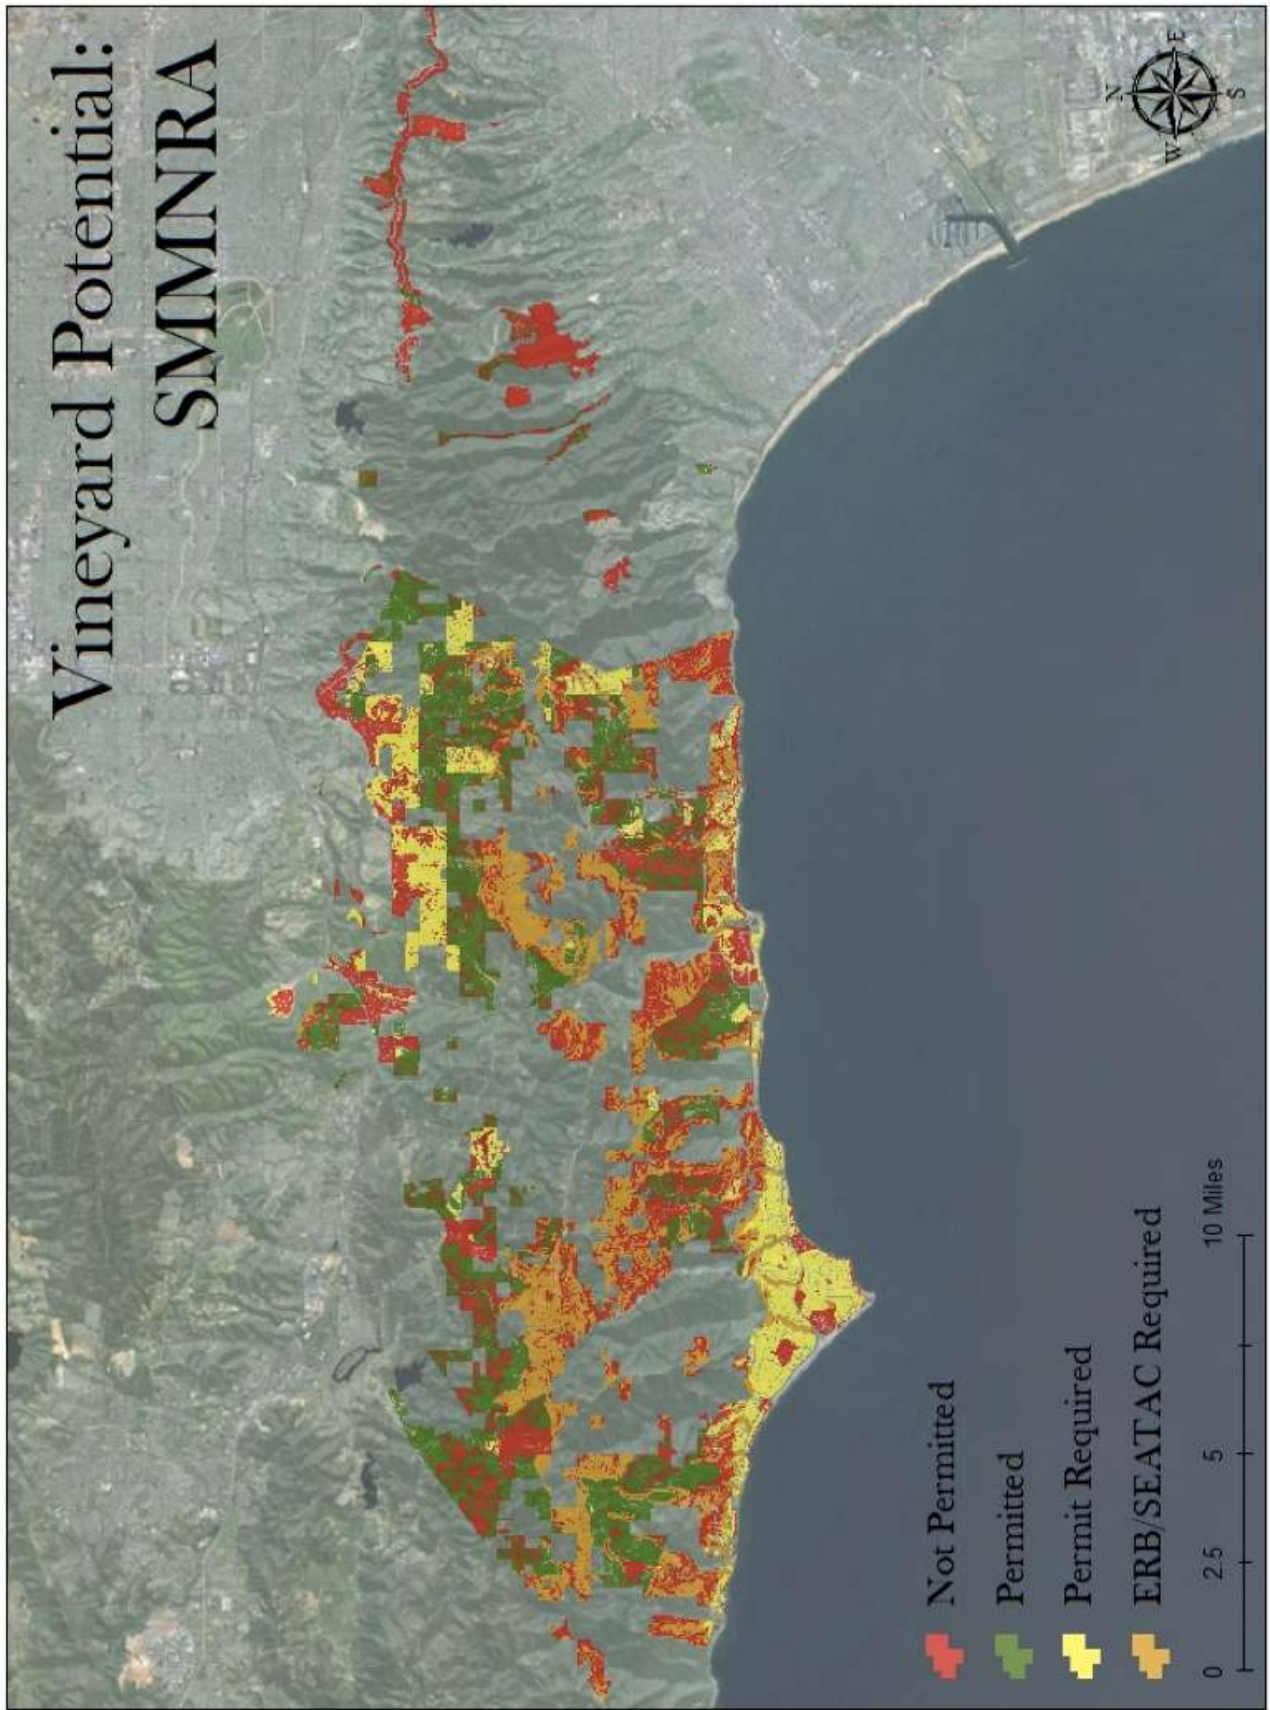 Vineyard Potential:
SMMNRA
N
W
E
S
Not Permitted
Permitted
Permit Required
ERB/SEATAC Required
0
2.5
5
10 Miles